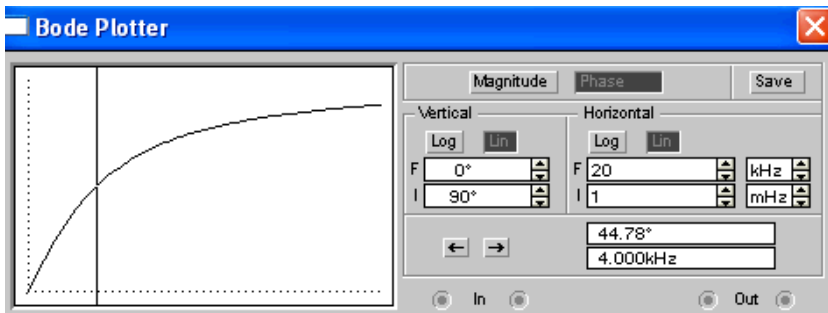 Bode Plotter
Magnitude Phase Save
Vertical Horizontal
Log Lin Log Lin
F 0° F 20 kHz
I 90° I 1 mHz
← → 44.78°
4.000kHz
In Out